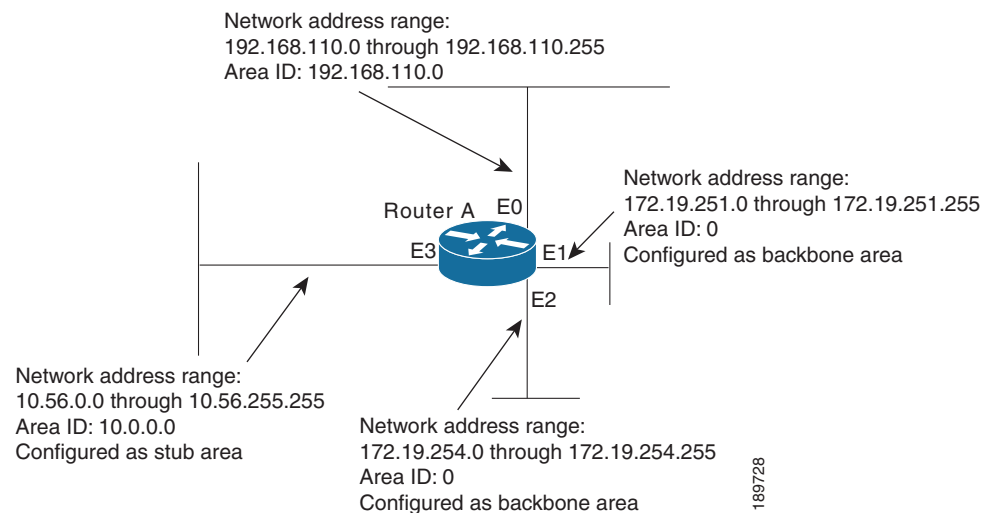 Network address range:
192.168.110.0 through 192.168.110.255
Area ID: 192.168.110.0
Network address range:
172.19.251.0 through 172.19.251.255
Area ID: 0
Configured as backbone area
Router A
E0
E3
E1
E2
Network address range:
10.56.0.0 through 10.56.255.255
Area ID: 10.0.0.0
Configured as stub area
Network address range:
172.19.254.0 through 172.19.254.255
Area ID: 0
Configured as backbone area
189728